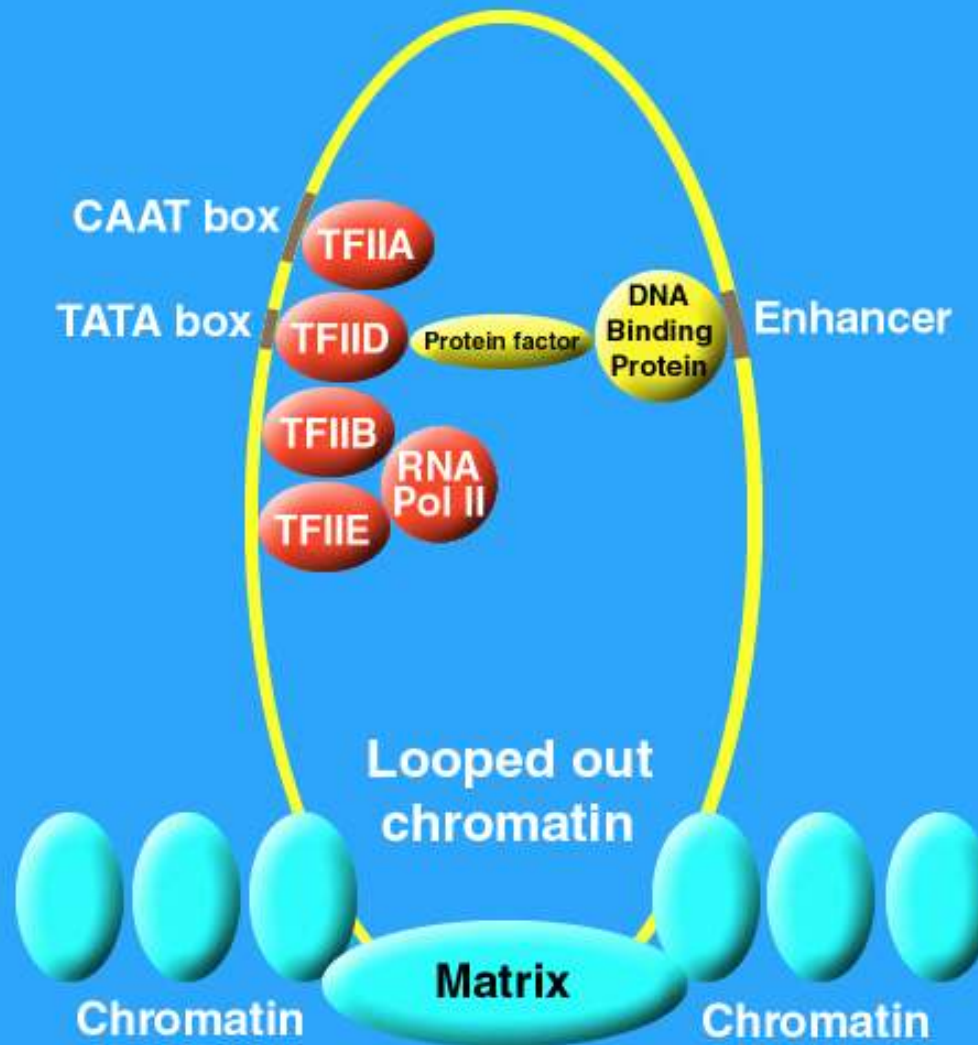 CAAT box
TFIIA
TATA box
TFIID
Protein factor
DNA
Binding
Protein
Enhancer
TFIIB
RNA
Pol II
TFIIE
Looped out
chromatin
Matrix
Chromatin
Chromatin